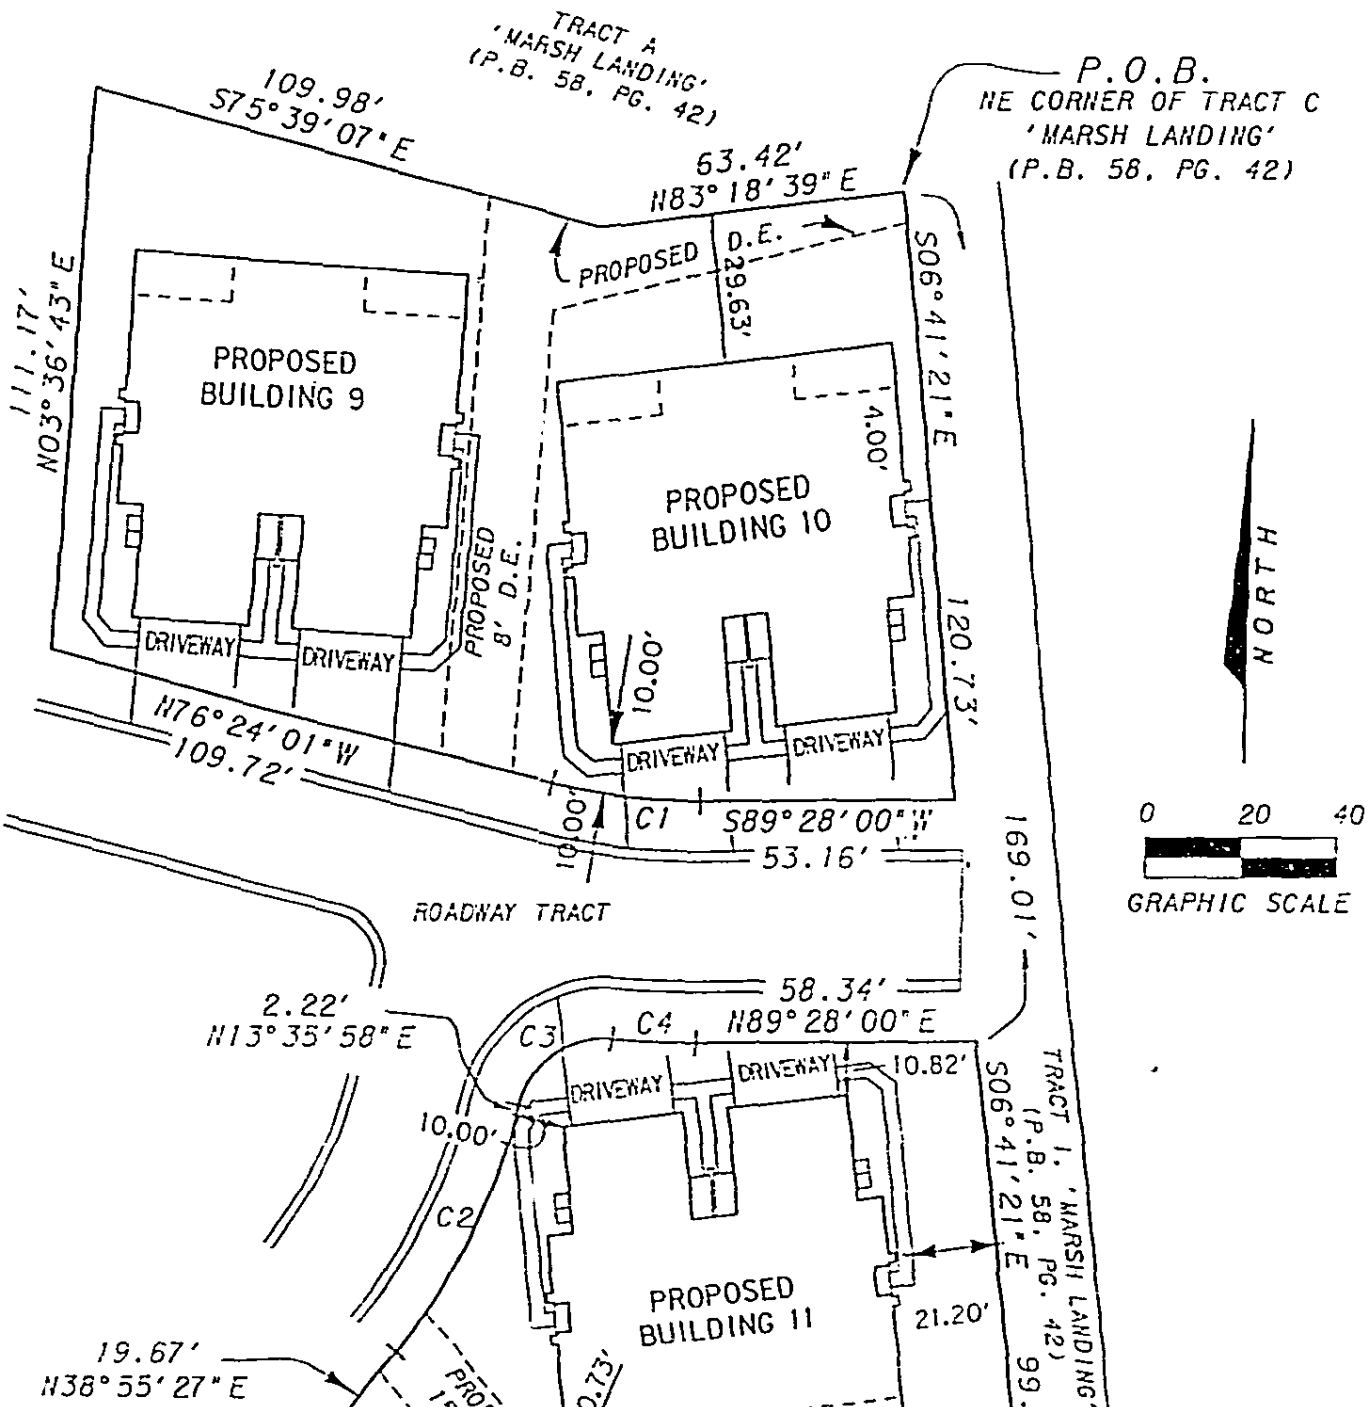 TRACT A
'MARSH LANDING'
(P.B. 58, PG. 42)
P.O.B.
NE CORNER OF TRACT C
'MARSH LANDING'
(P.B. 58, PG. 42)
109.98'
S75°39'07"E
63.42'
N83°18'39"E
PROPOSED D.E.
29.63'
S06°41'21"E
120.73'
111.17'
N03°36'43"E
PROPOSED
BUILDING 9
PROPOSED
8' D.E.
4.00'
PROPOSED
BUILDING 10
10.00'
NORTH
DRIVEWAY
DRIVEWAY
DRIVEWAY
DRIVEWAY
N76°24'01"W
109.72'
10.00'
C1
S89°28'00"W
53.16'
0 20 40
GRAPHIC SCALE
169.01'
ROADWAY TRACT
58.34'
N89°28'00"E
2.22'
N13°35'58"E
C3
C4
DRIVEWAY
DRIVEWAY
10.82'
10.00'
C2
S06°41'21"E 99.
TRACT 1, 'MARSH LANDING'
(P.B. 58, PG. 42)
PROPOSED
BUILDING 11
21.20'
19.67'
N38°55'27"E
PRO
0.73'